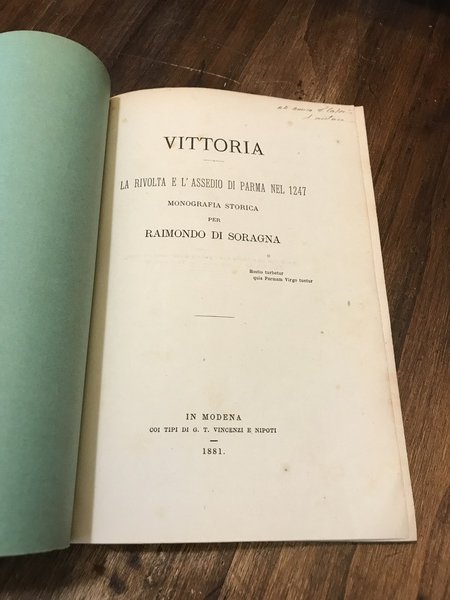 VITTORIA
LA RIVOLTA E L'ASSEDIO DI PARMA NEL 1247
MONOGRAFIA STORICA
PER
RAIMONDO DI SORAGNA
Hostis turbetur
quia Parmam Virgo tuetur
IN MODENA
COI TIPI DI G. T. VINCENZI E NIPOTI
1881.